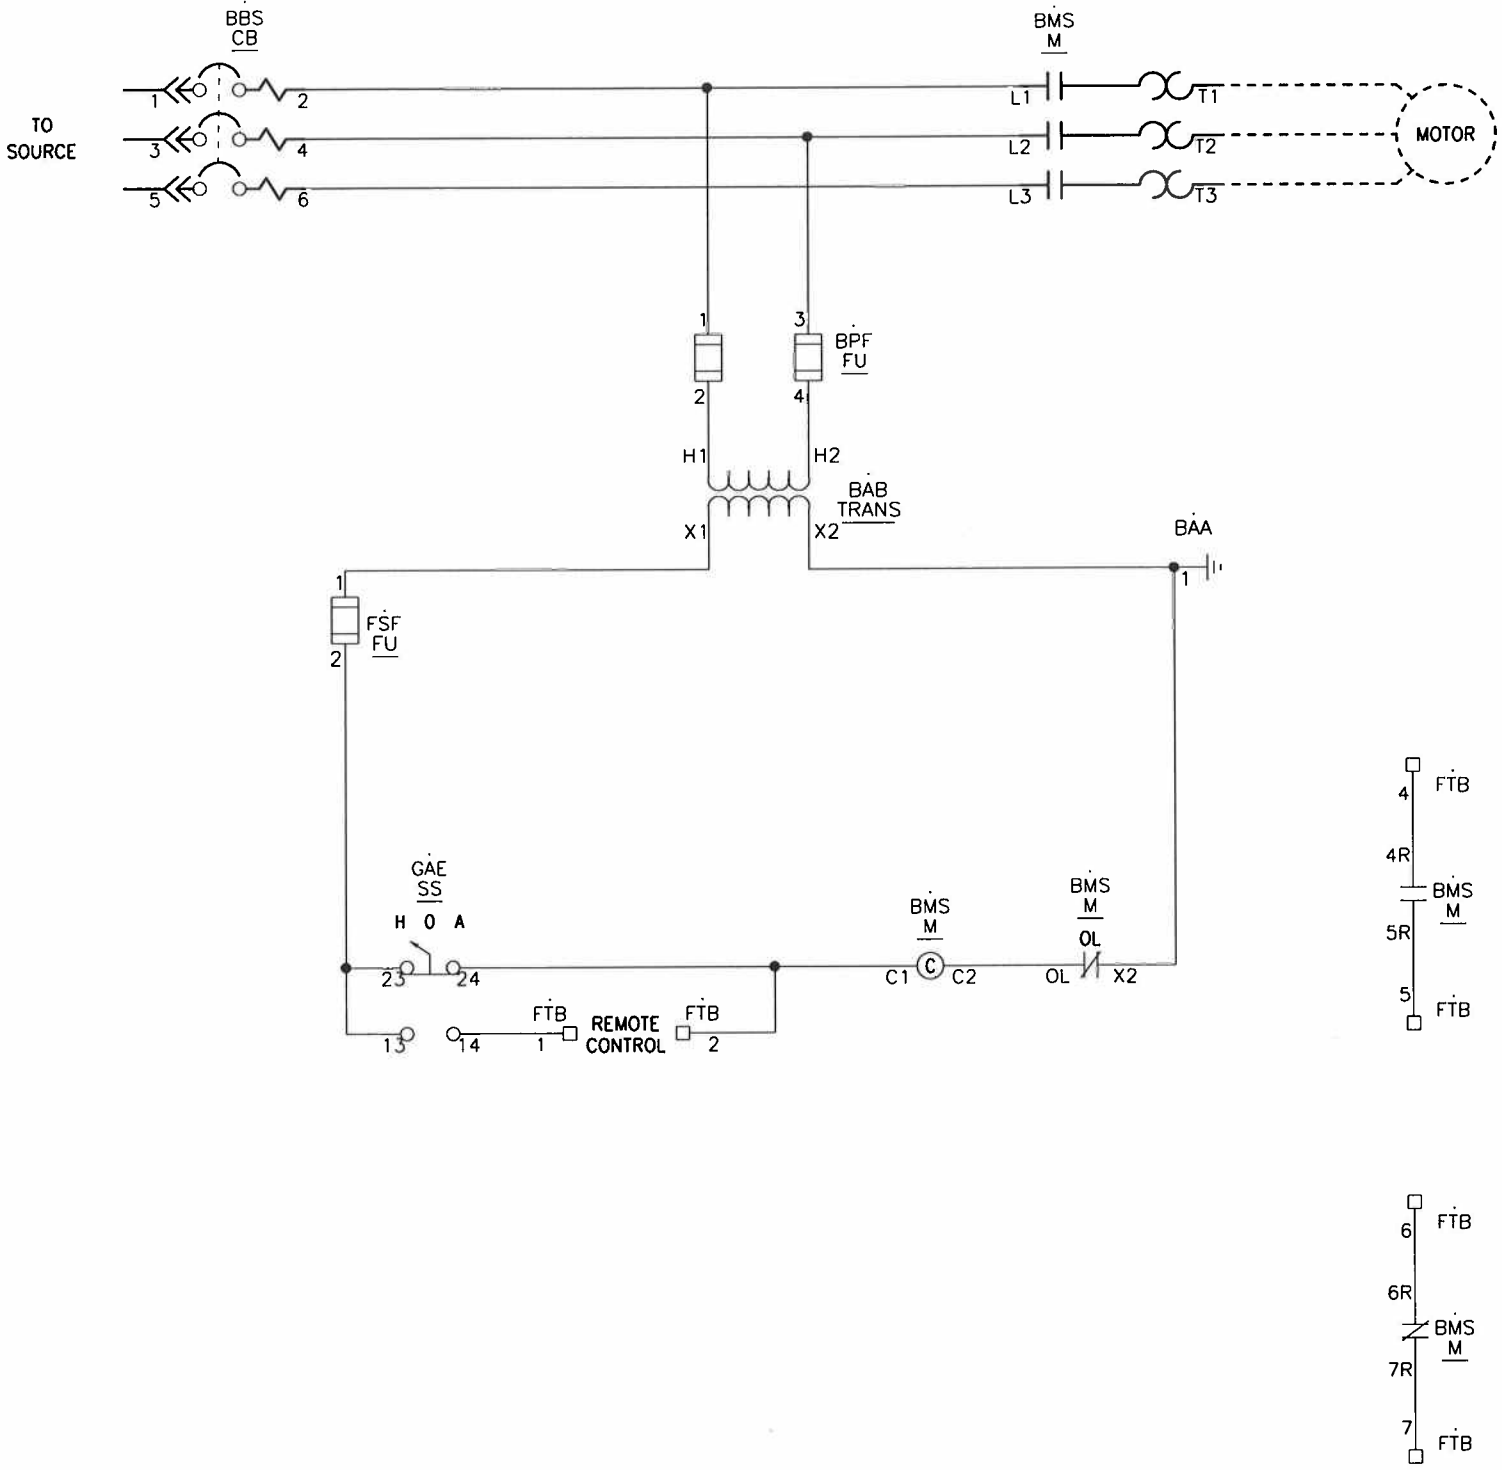 BBS
CB
BMS
M
1
2
L1
T1
TO
SOURCE
3
4
L2
T2
MOTOR
5
6
L3
T3
1
3
BPF
FU
2
4
H1
H2
BAB
TRANS
X1
X2
BAA
1
1
FSF
FU
2
4
FTB
4R
BMS
M
5R
5
FTB
GAE
SS
H O A
23
24
BMS
M
C1
C
C2
BMS
M
OL
OL
X2
13
14
FTB
1
REMOTE
CONTROL
FTB
2
6
FTB
6R
BMS
M
7R
7
FTB